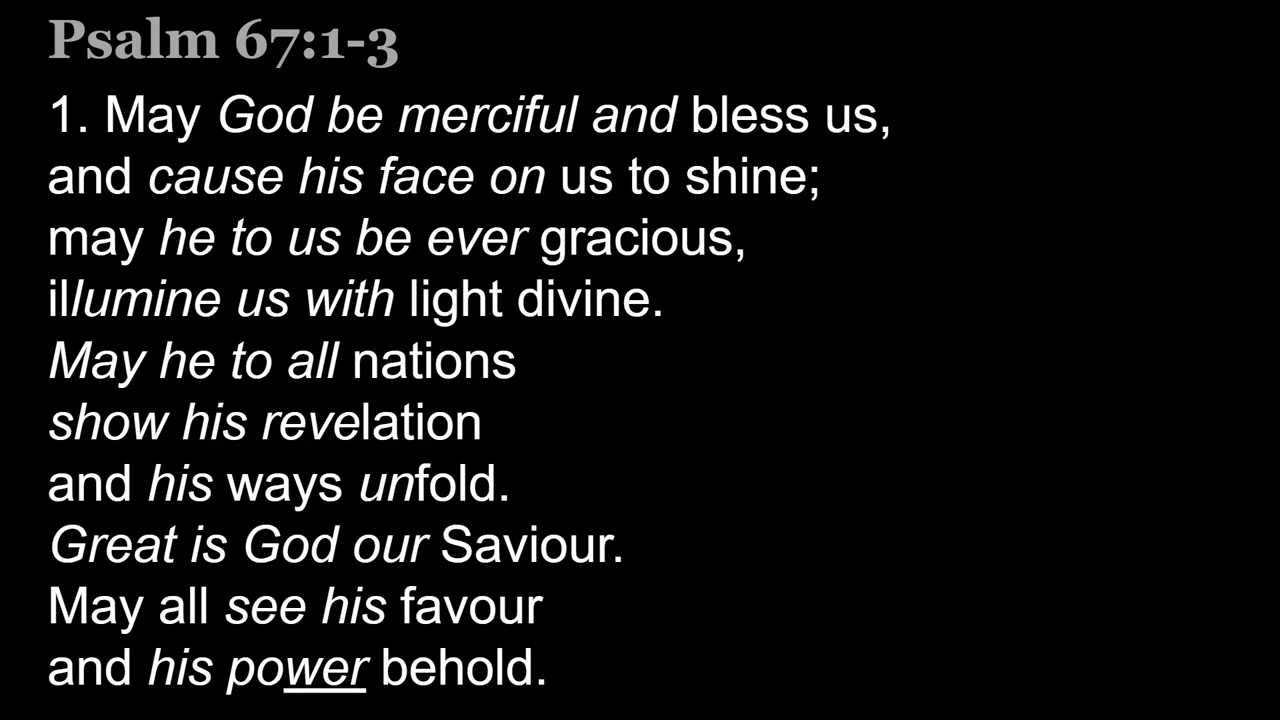 Psalm 67:1-3
1. May God be merciful and bless us,
and cause his face on us to shine;
may he to us be ever gracious,
illumine us with light divine.
May he to all nations
show his revelation
and his ways unfold.
Great is God our Saviour.
May all see his favour
and his power behold.